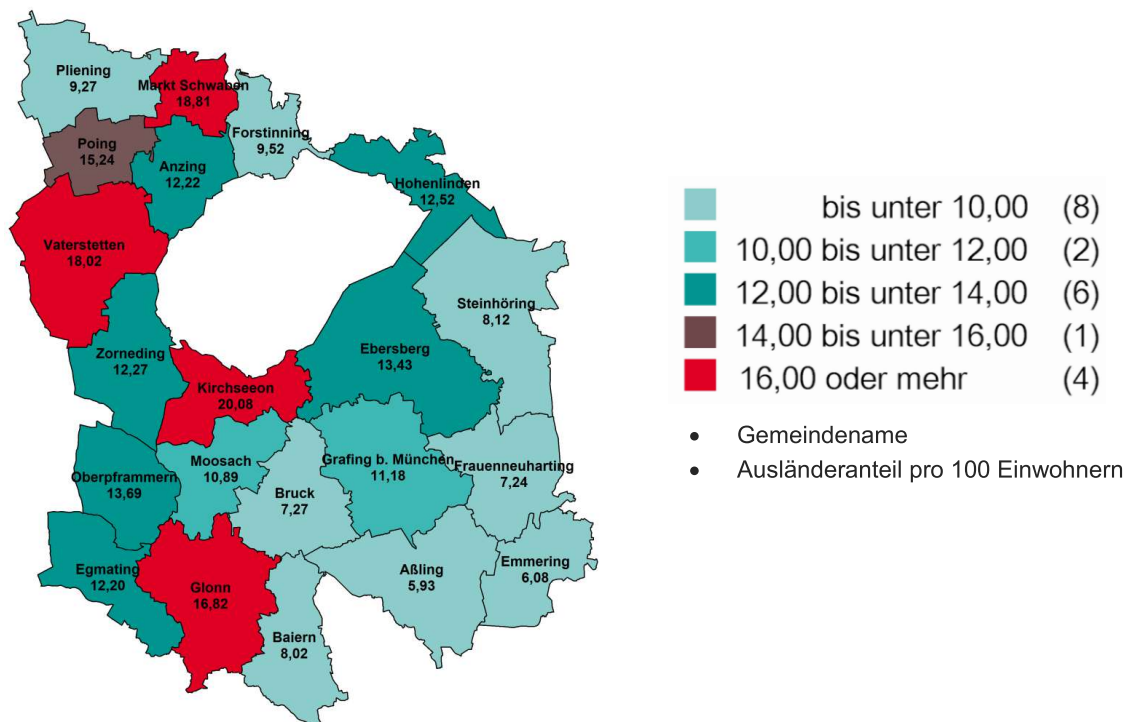 Pliening
9,27
Markt Schwaben
18,81
Forstinning
9,52
Poing
15,24
Anzing
12,22
Hohenlinden
12,52
Vaterstetten
18,02
Steinhöring
8,12
Zorneding
12,27
Ebersberg
13,43
Kirchseeon
20,08
Oberpframmern
13,69
Moosach
10,89
Grafing b. München
11,18
Frauenneuharting
7,24
Bruck
7,27
Egmating
12,20
Glonn
16,82
Aßling
5,93
Emmering
6,08
Baiern
8,02
bis unter 10,00 (8)
10,00 bis unter 12,00 (2)
12,00 bis unter 14,00 (6)
14,00 bis unter 16,00 (1)
16,00 oder mehr (4)
• Gemeindename
• Ausländeranteil pro 100 Einwohnern